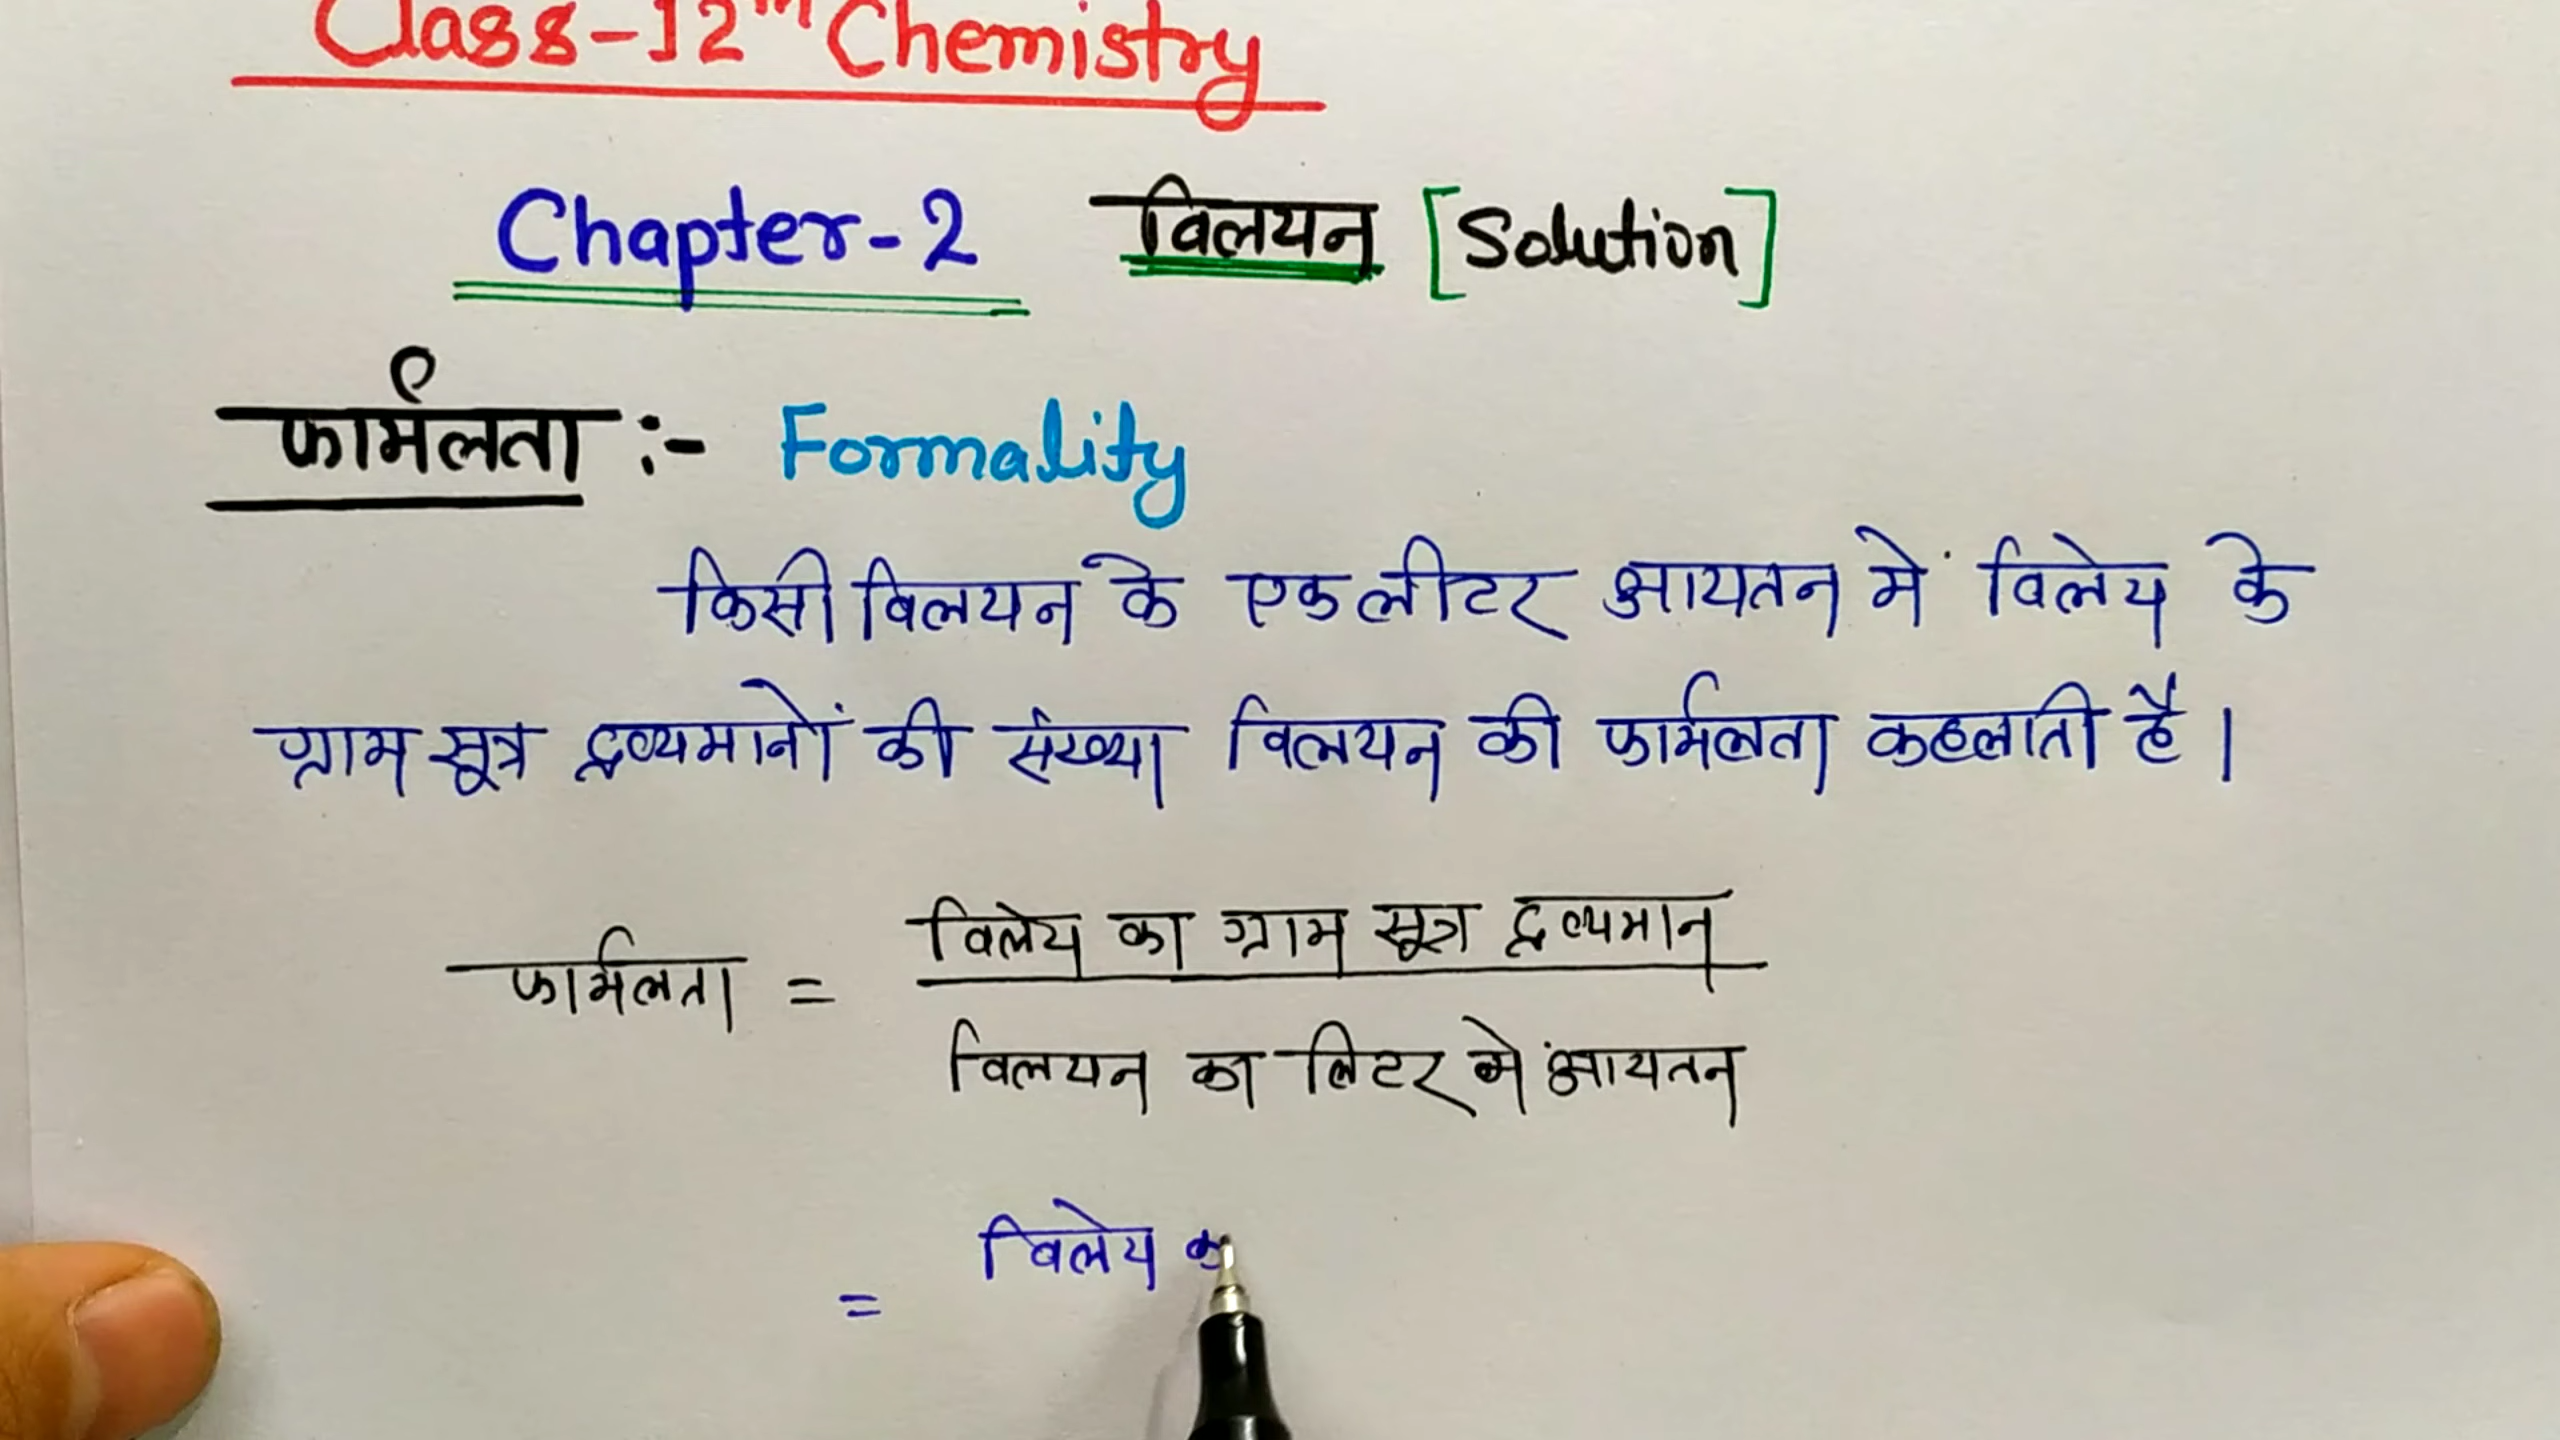 Class-12th Chemistry
Chapter-2 विलयन [Solution]
फार्मलता :- Formality
किसी विलयन के एक लीटर आयतन में विलेय के
ग्राम सूत्र द्रव्यमानों की संख्या विलयन की फार्मलता कहलाती है।
फार्मलता = विलेय का ग्राम सूत्र द्रव्यमान
विलयन का लिटर में आयतन
= विलेय क